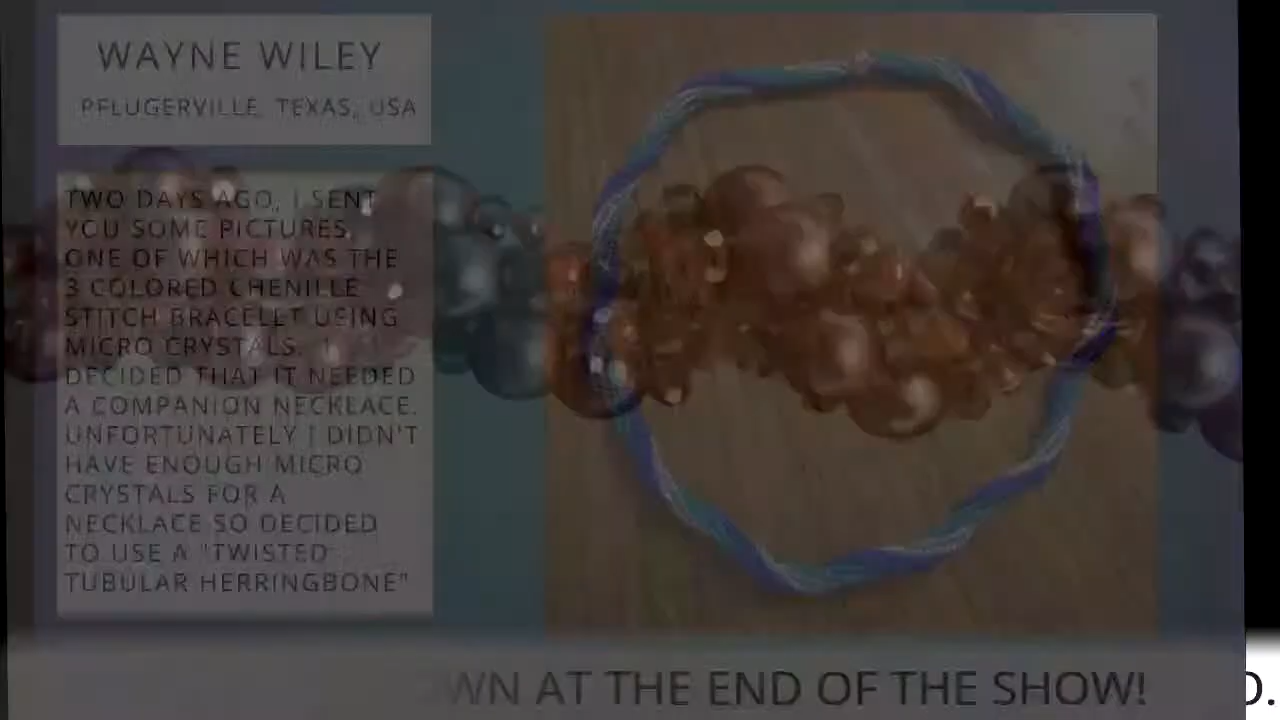 WAYNE WILEY
PFLUGERVILLE, TEXAS, USA
TWO DAYS AGO, I SENT
YOU SOME PICTURES,
ONE OF WHICH WAS THE
3 COLORED CHENILLE
STITCH BRACELET USING
MICRO CRYSTALS. I
DECIDED THAT IT NEEDED
A COMPANION NECKLACE.
UNFORTUNATELY I DIDN'T
HAVE ENOUGH MICRO
CRYSTALS FOR A
NECKLACE SO DECIDED
TO USE A "TWISTED
TUBULAR HERRINGBONE"
WN AT THE END OF THE SHOW! D.